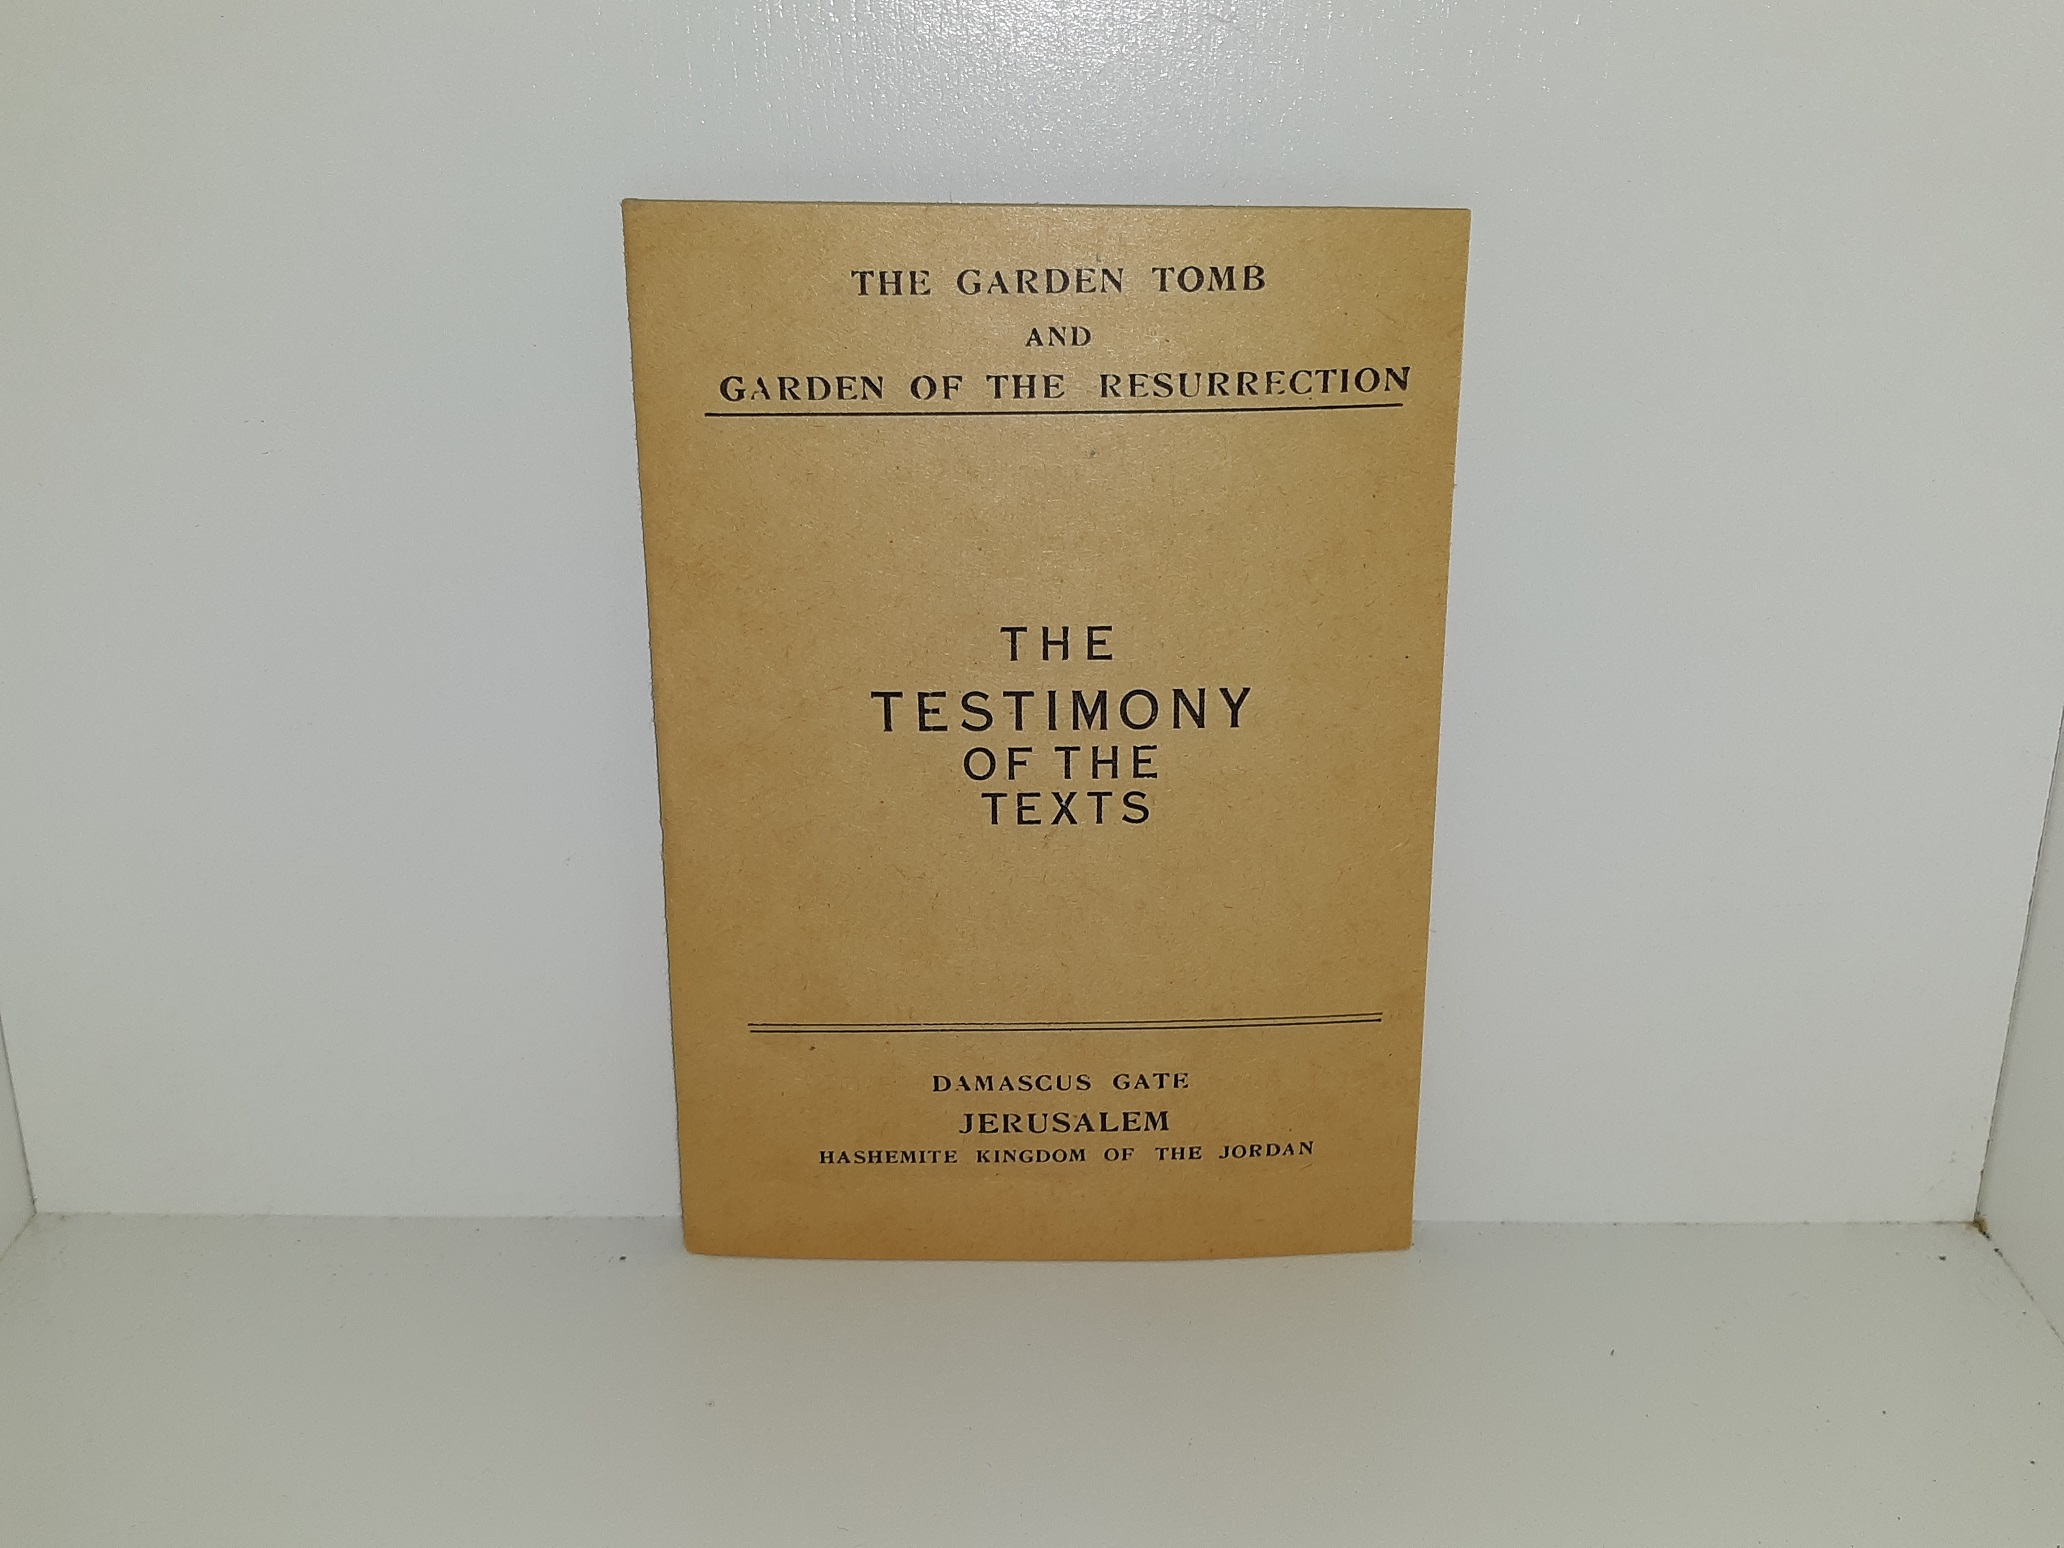 THE GARDEN TOMB
AND
GARDEN OF THE RESURRECTION
THE
TESTIMONY
OF THE
TEXTS
DAMASCUS GATE
JERUSALEM
HASHEMITE KINGDOM OF THE JORDAN